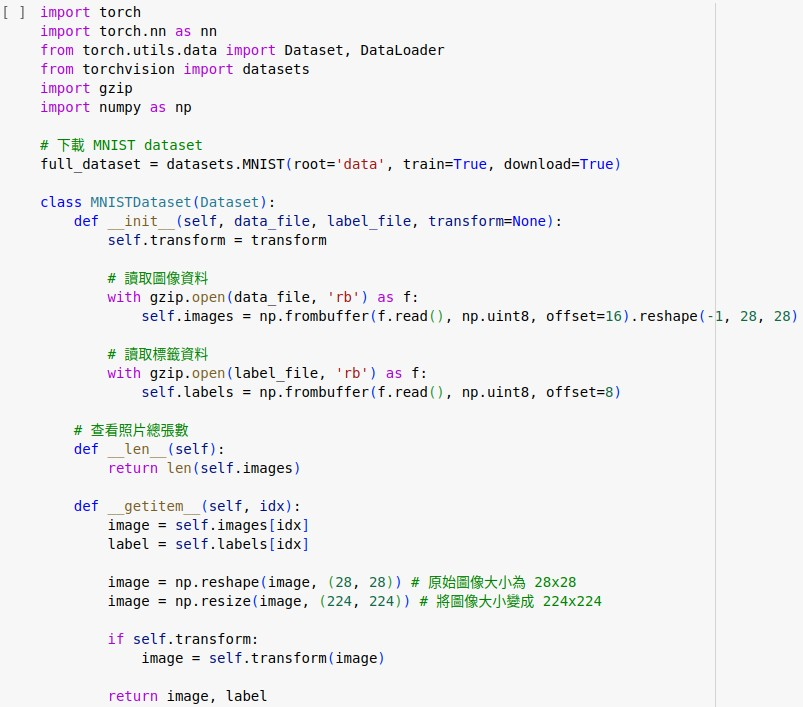 [ ] import torch
import torch.nn as nn
from torch.utils.data import Dataset, DataLoader
from torchvision import datasets
import gzip
import numpy as np

# 下載 MNIST dataset
full_dataset = datasets.MNIST(root='data', train=True, download=True)

class MNISTDataset(Dataset):
    def __init__(self, data_file, label_file, transform=None):
        self.transform = transform

        # 讀取圖像資料
        with gzip.open(data_file, 'rb') as f:
            self.images = np.frombuffer(f.read(), np.uint8, offset=16).reshape(-1, 28, 28)

        # 讀取標籤資料
        with gzip.open(label_file, 'rb') as f:
            self.labels = np.frombuffer(f.read(), np.uint8, offset=8)

    # 查看照片總張數
    def __len__(self):
        return len(self.images)

    def __getitem__(self, idx):
        image = self.images[idx]
        label = self.labels[idx]

        image = np.reshape(image, (28, 28)) # 原始圖像大小為 28x28
        image = np.resize(image, (224, 224)) # 將圖像大小變成 224x224

        if self.transform:
            image = self.transform(image)

        return image, label